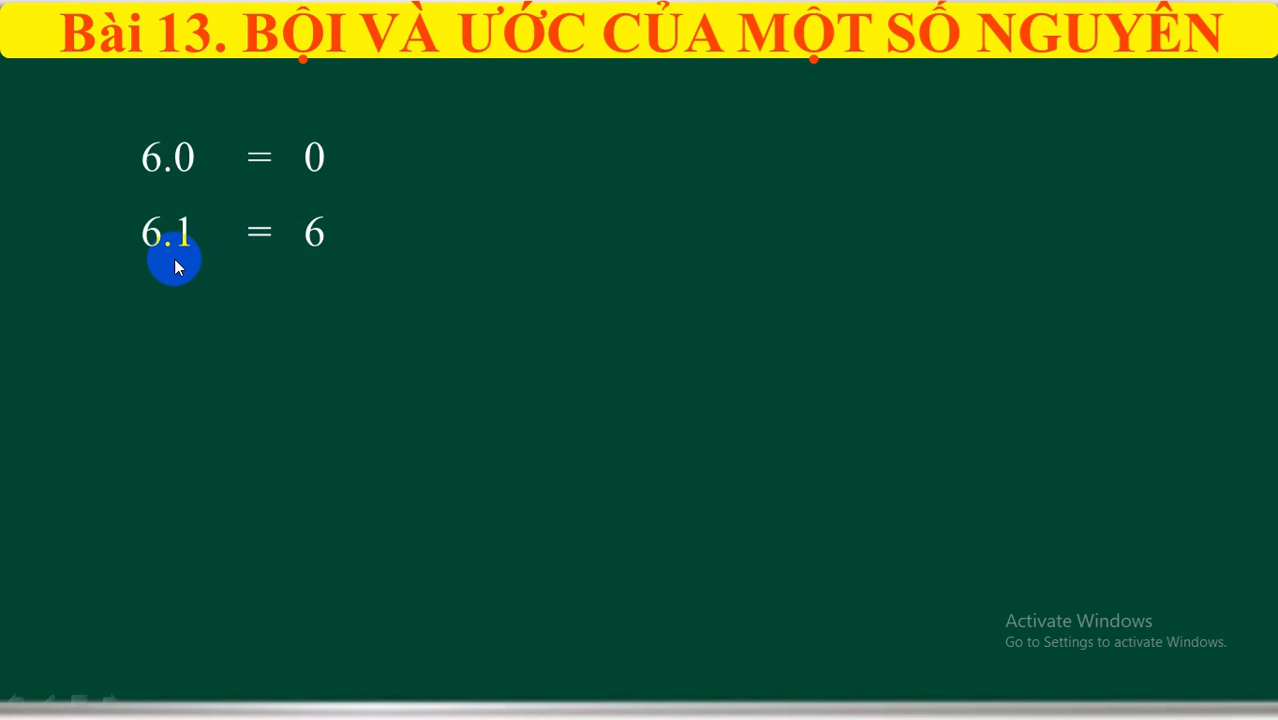 Bài 13. BỘI VÀ ƯỚC CỦA MỘT SỐ NGUYÊN
6.0 = 0
6.1 = 6
Activate Windows
Go to Settings to activate Windows.